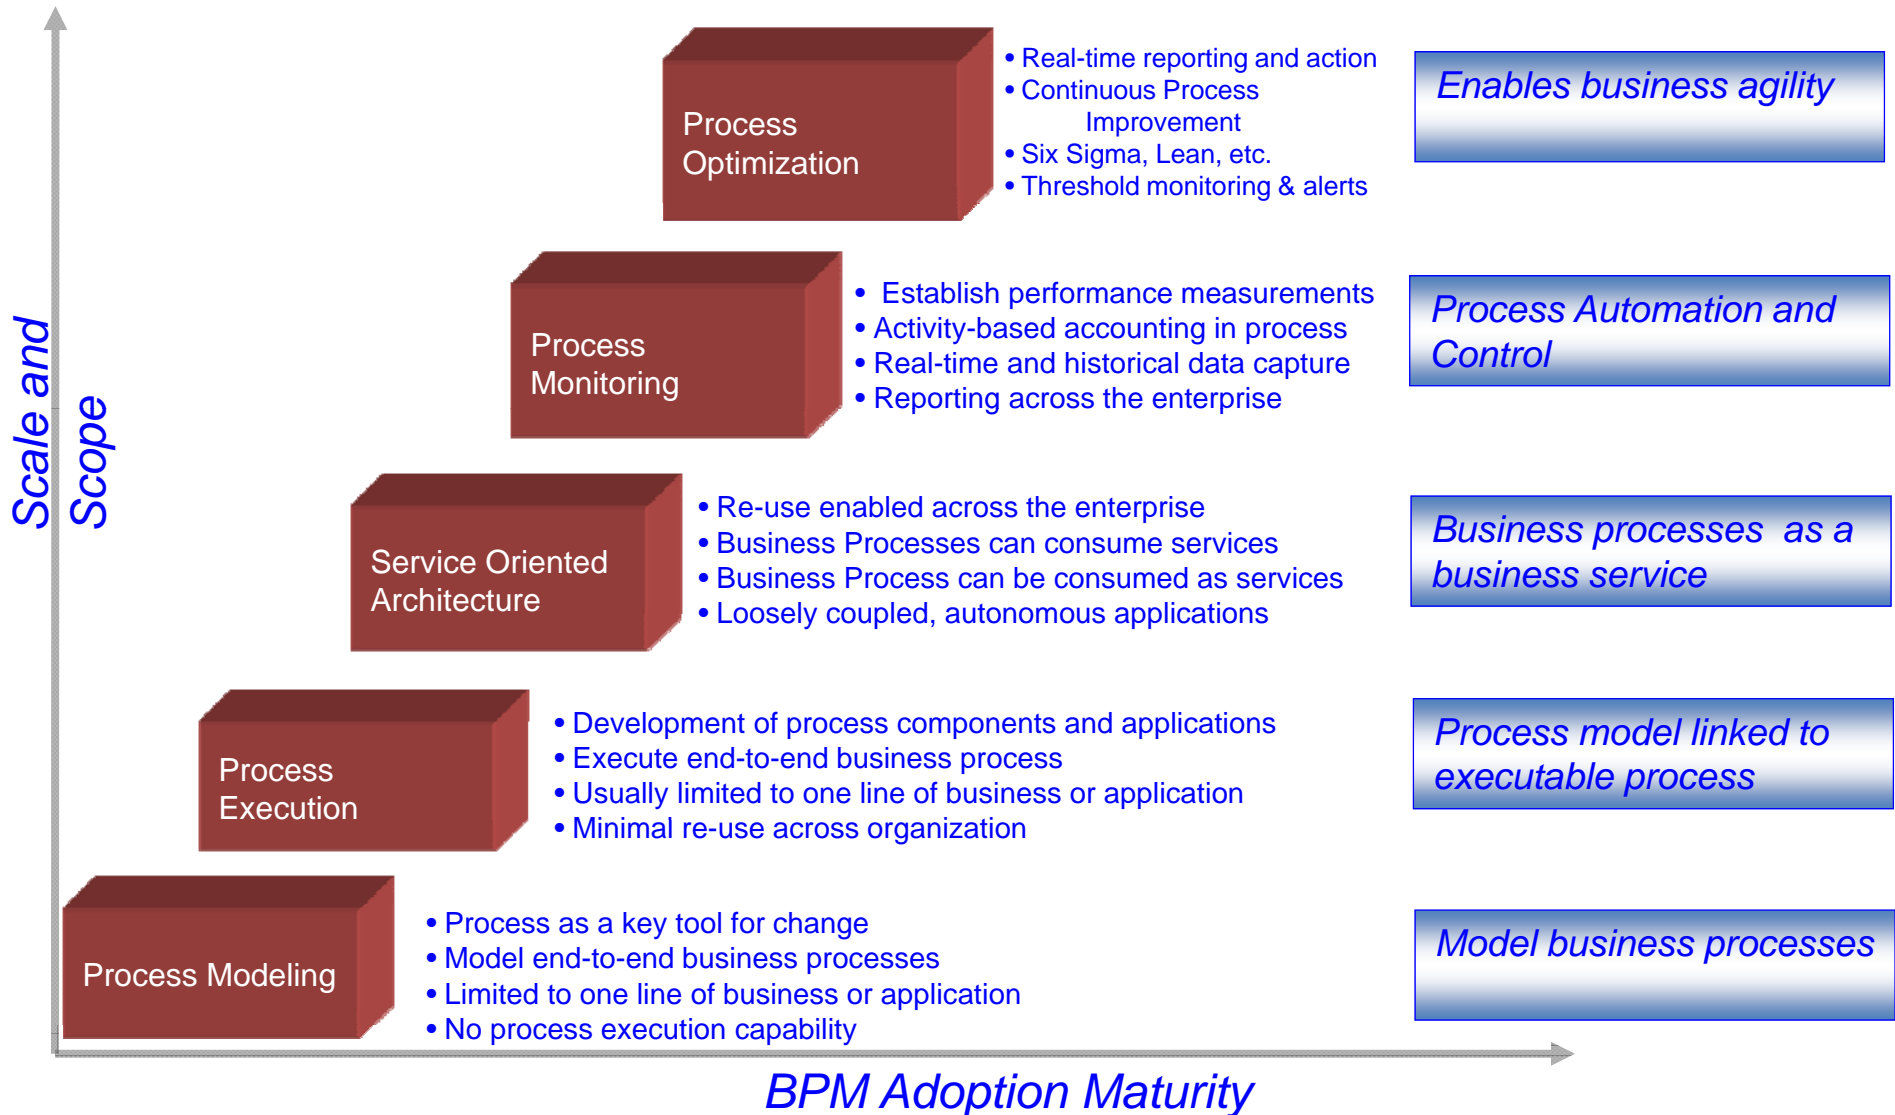 Process
Optimization
• Real-time reporting and action
• Continuous Process
Improvement
• Six Sigma, Lean, etc.
• Threshold monitoring & alerts
Enables business agility
Process
Monitoring
• Establish performance measurements
• Activity-based accounting in process
• Real-time and historical data capture
• Reporting across the enterprise
Process Automation and
Control
Scale and
Scope
Service Oriented
Architecture
• Re-use enabled across the enterprise
• Business Processes can consume services
• Business Process can be consumed as services
• Loosely coupled, autonomous applications
Business processes as a
business service
Process
Execution
• Development of process components and applications
• Execute end-to-end business process
• Usually limited to one line of business or application
• Minimal re-use across organization
Process model linked to
executable process
Process Modeling
• Process as a key tool for change
• Model end-to-end business processes
• Limited to one line of business or application
• No process execution capability
Model business processes
BPM Adoption Maturity